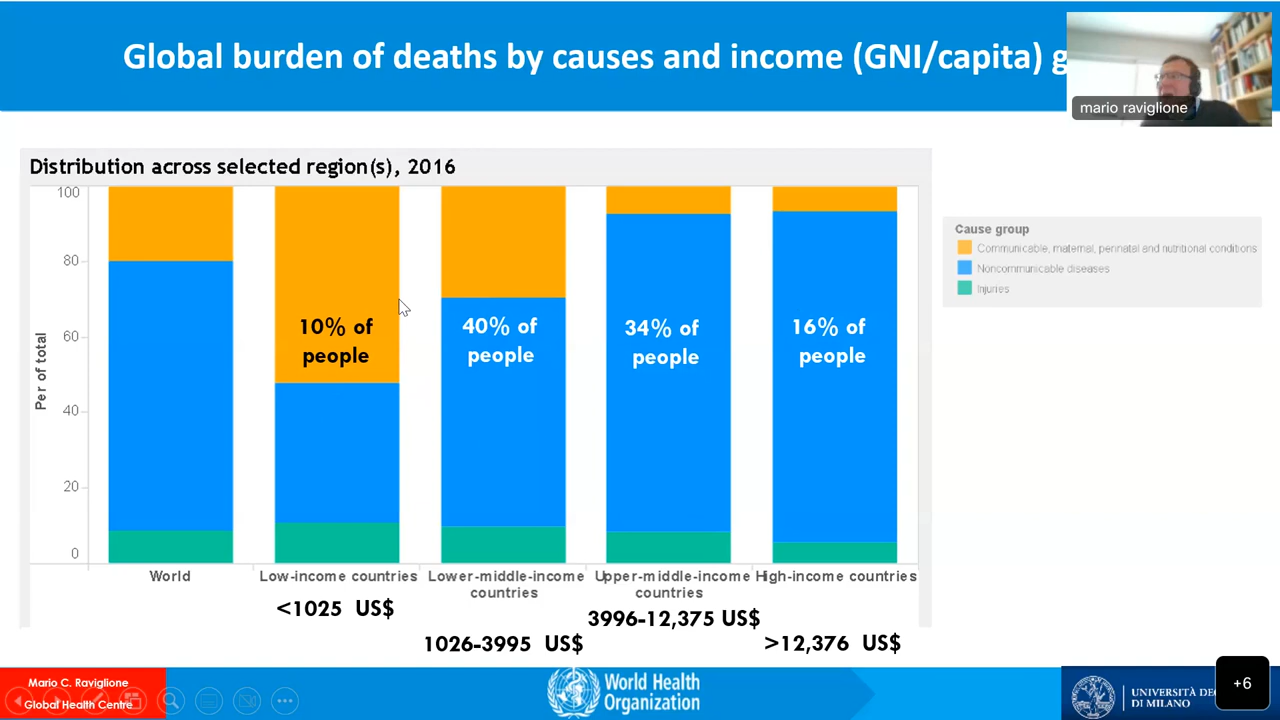 Global burden of deaths by causes and income (GNI/capita) g
mario raviglione
Distribution across selected region(s), 2016
Cause group
Communicable, maternal, perinatal and nutritional conditions
Noncommunicable diseases
Injuries
Per of total
100
80
60
40
20
0
10% of
people
40% of
people
34% of
people
16% of
people
World
Low-income countries
Lower-middle-income
countries
Upper-middle-income
countries
High-income countries
<1025 US$
1026-3995 US$
3996-12,375 US$
>12,376 US$
Mario C. Raviglione
Global Health Centre
World Health
Organization
UNIVERSITÀ DE
DI MILANO
+6